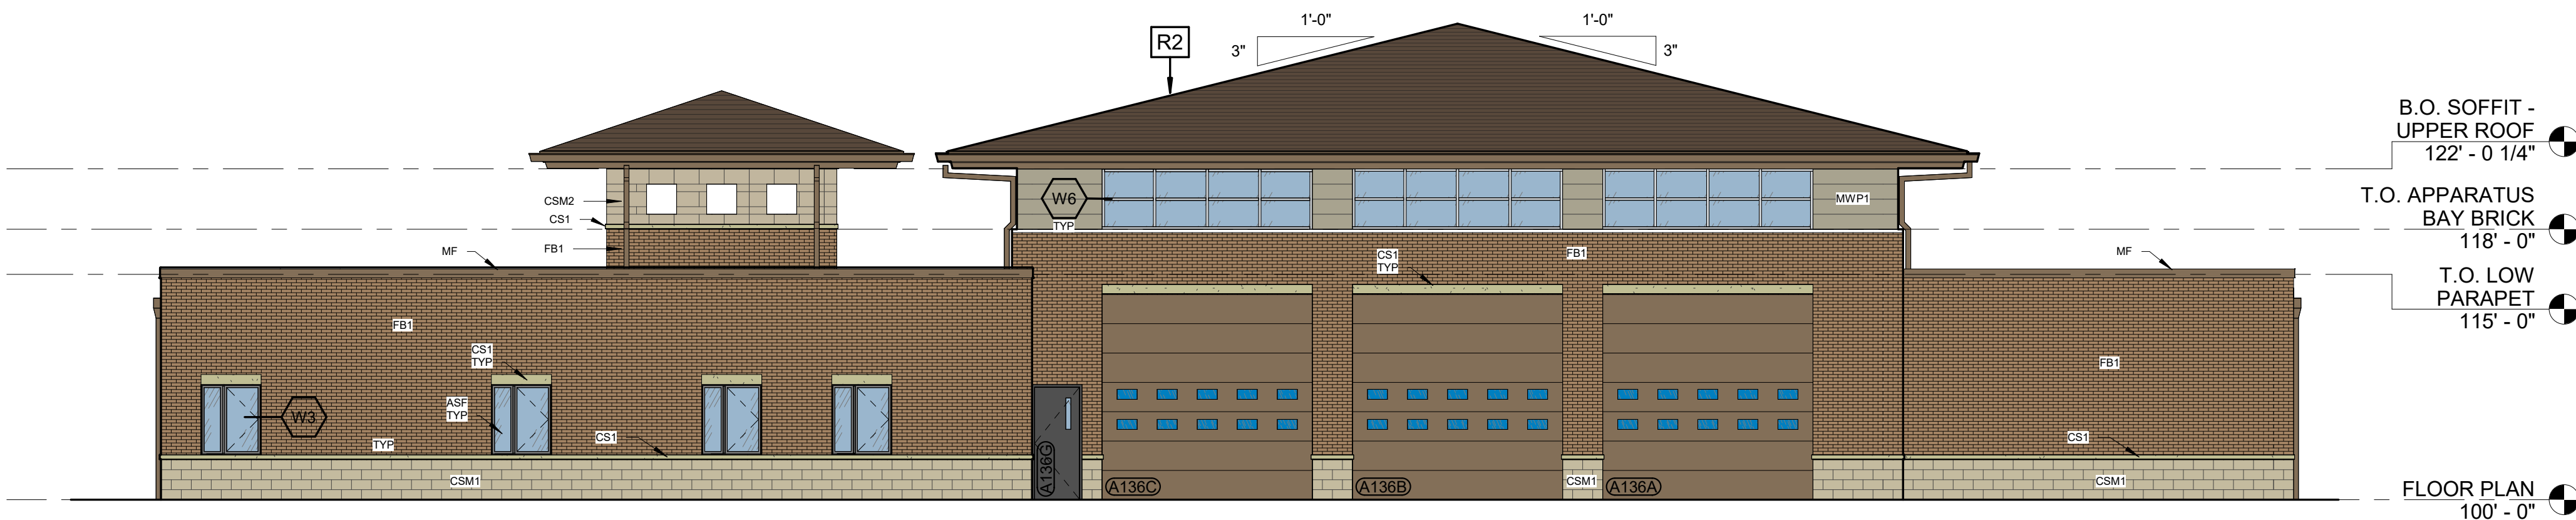 1'-0"
1'-0"
R2
3"
3"
B.O. SOFFIT -
UPPER ROOF
122' - 0 1/4"
CSM2
CS1
FB1
MF
W6
TYP
MWP1
T.O. APPARATUS
BAY BRICK
118' - 0"
CS1
TYP
FB1
MF
T.O. LOW
PARAPET
115' - 0"
FB1
CS1
TYP
ASF
TYP
W3
TYP
CS1
FB1
CS1
CSM1
A136G
A136C
A136B
CSM1
A136A
CSM1
FLOOR PLAN
100' - 0"